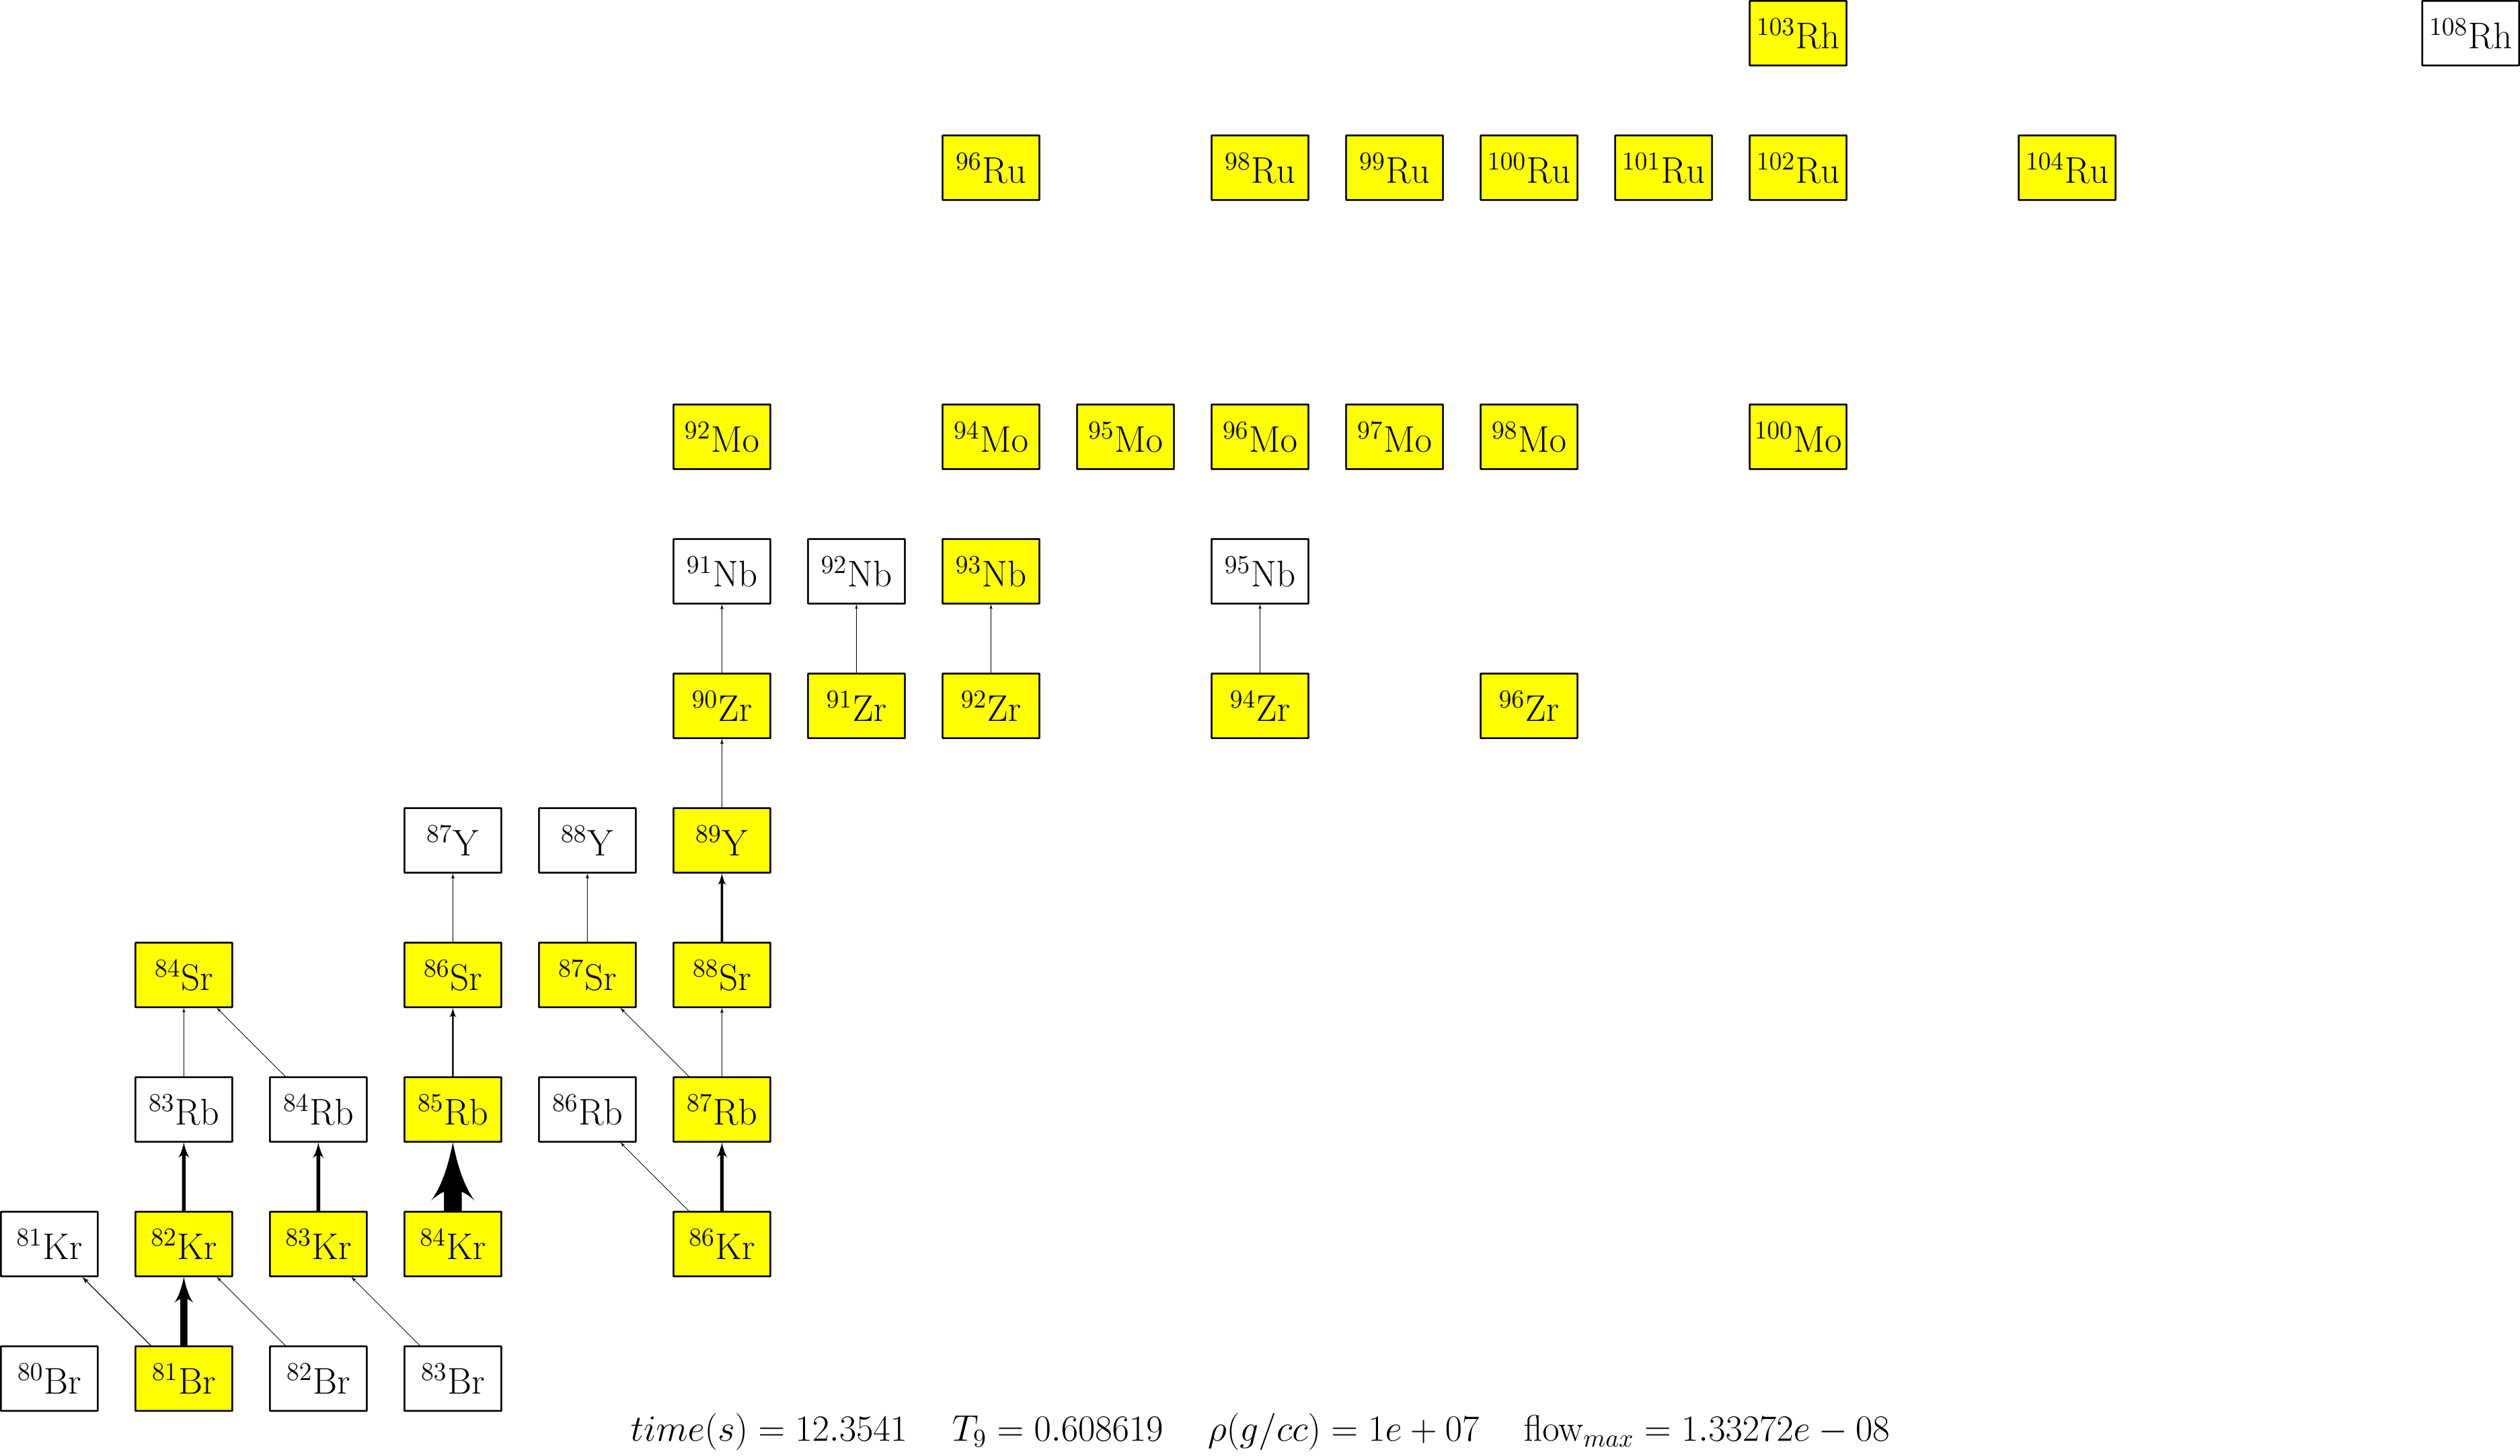 103Rh 108Rh
96Ru 98Ru 99Ru 100Ru 101Ru 102Ru 104Ru
92Mo 94Mo 95Mo 96Mo 97Mo 98Mo 100Mo
91Nb 92Nb 93Nb 95Nb
90Zr 91Zr 92Zr 94Zr 96Zr
87Y 88Y 89Y
84Sr 86Sr 87Sr 88Sr
83Rb 84Rb 85Rb 86Rb 87Rb
81Kr 82Kr 83Kr 84Kr 86Kr
80Br 81Br 82Br 83Br
time(s) = 12.3541 T9 = 0.608619 ρ(g/cc) = 1e + 07 flowmax = 1.33272e − 08